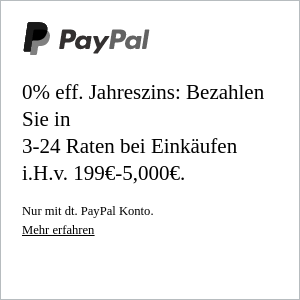 PayPal
0% eff. Jahreszins: Bezahlen
Sie in
3-24 Raten bei Einkäufen
i.H.v. 199€-5,000€.
Nur mit dt. PayPal Konto.
Mehr erfahren